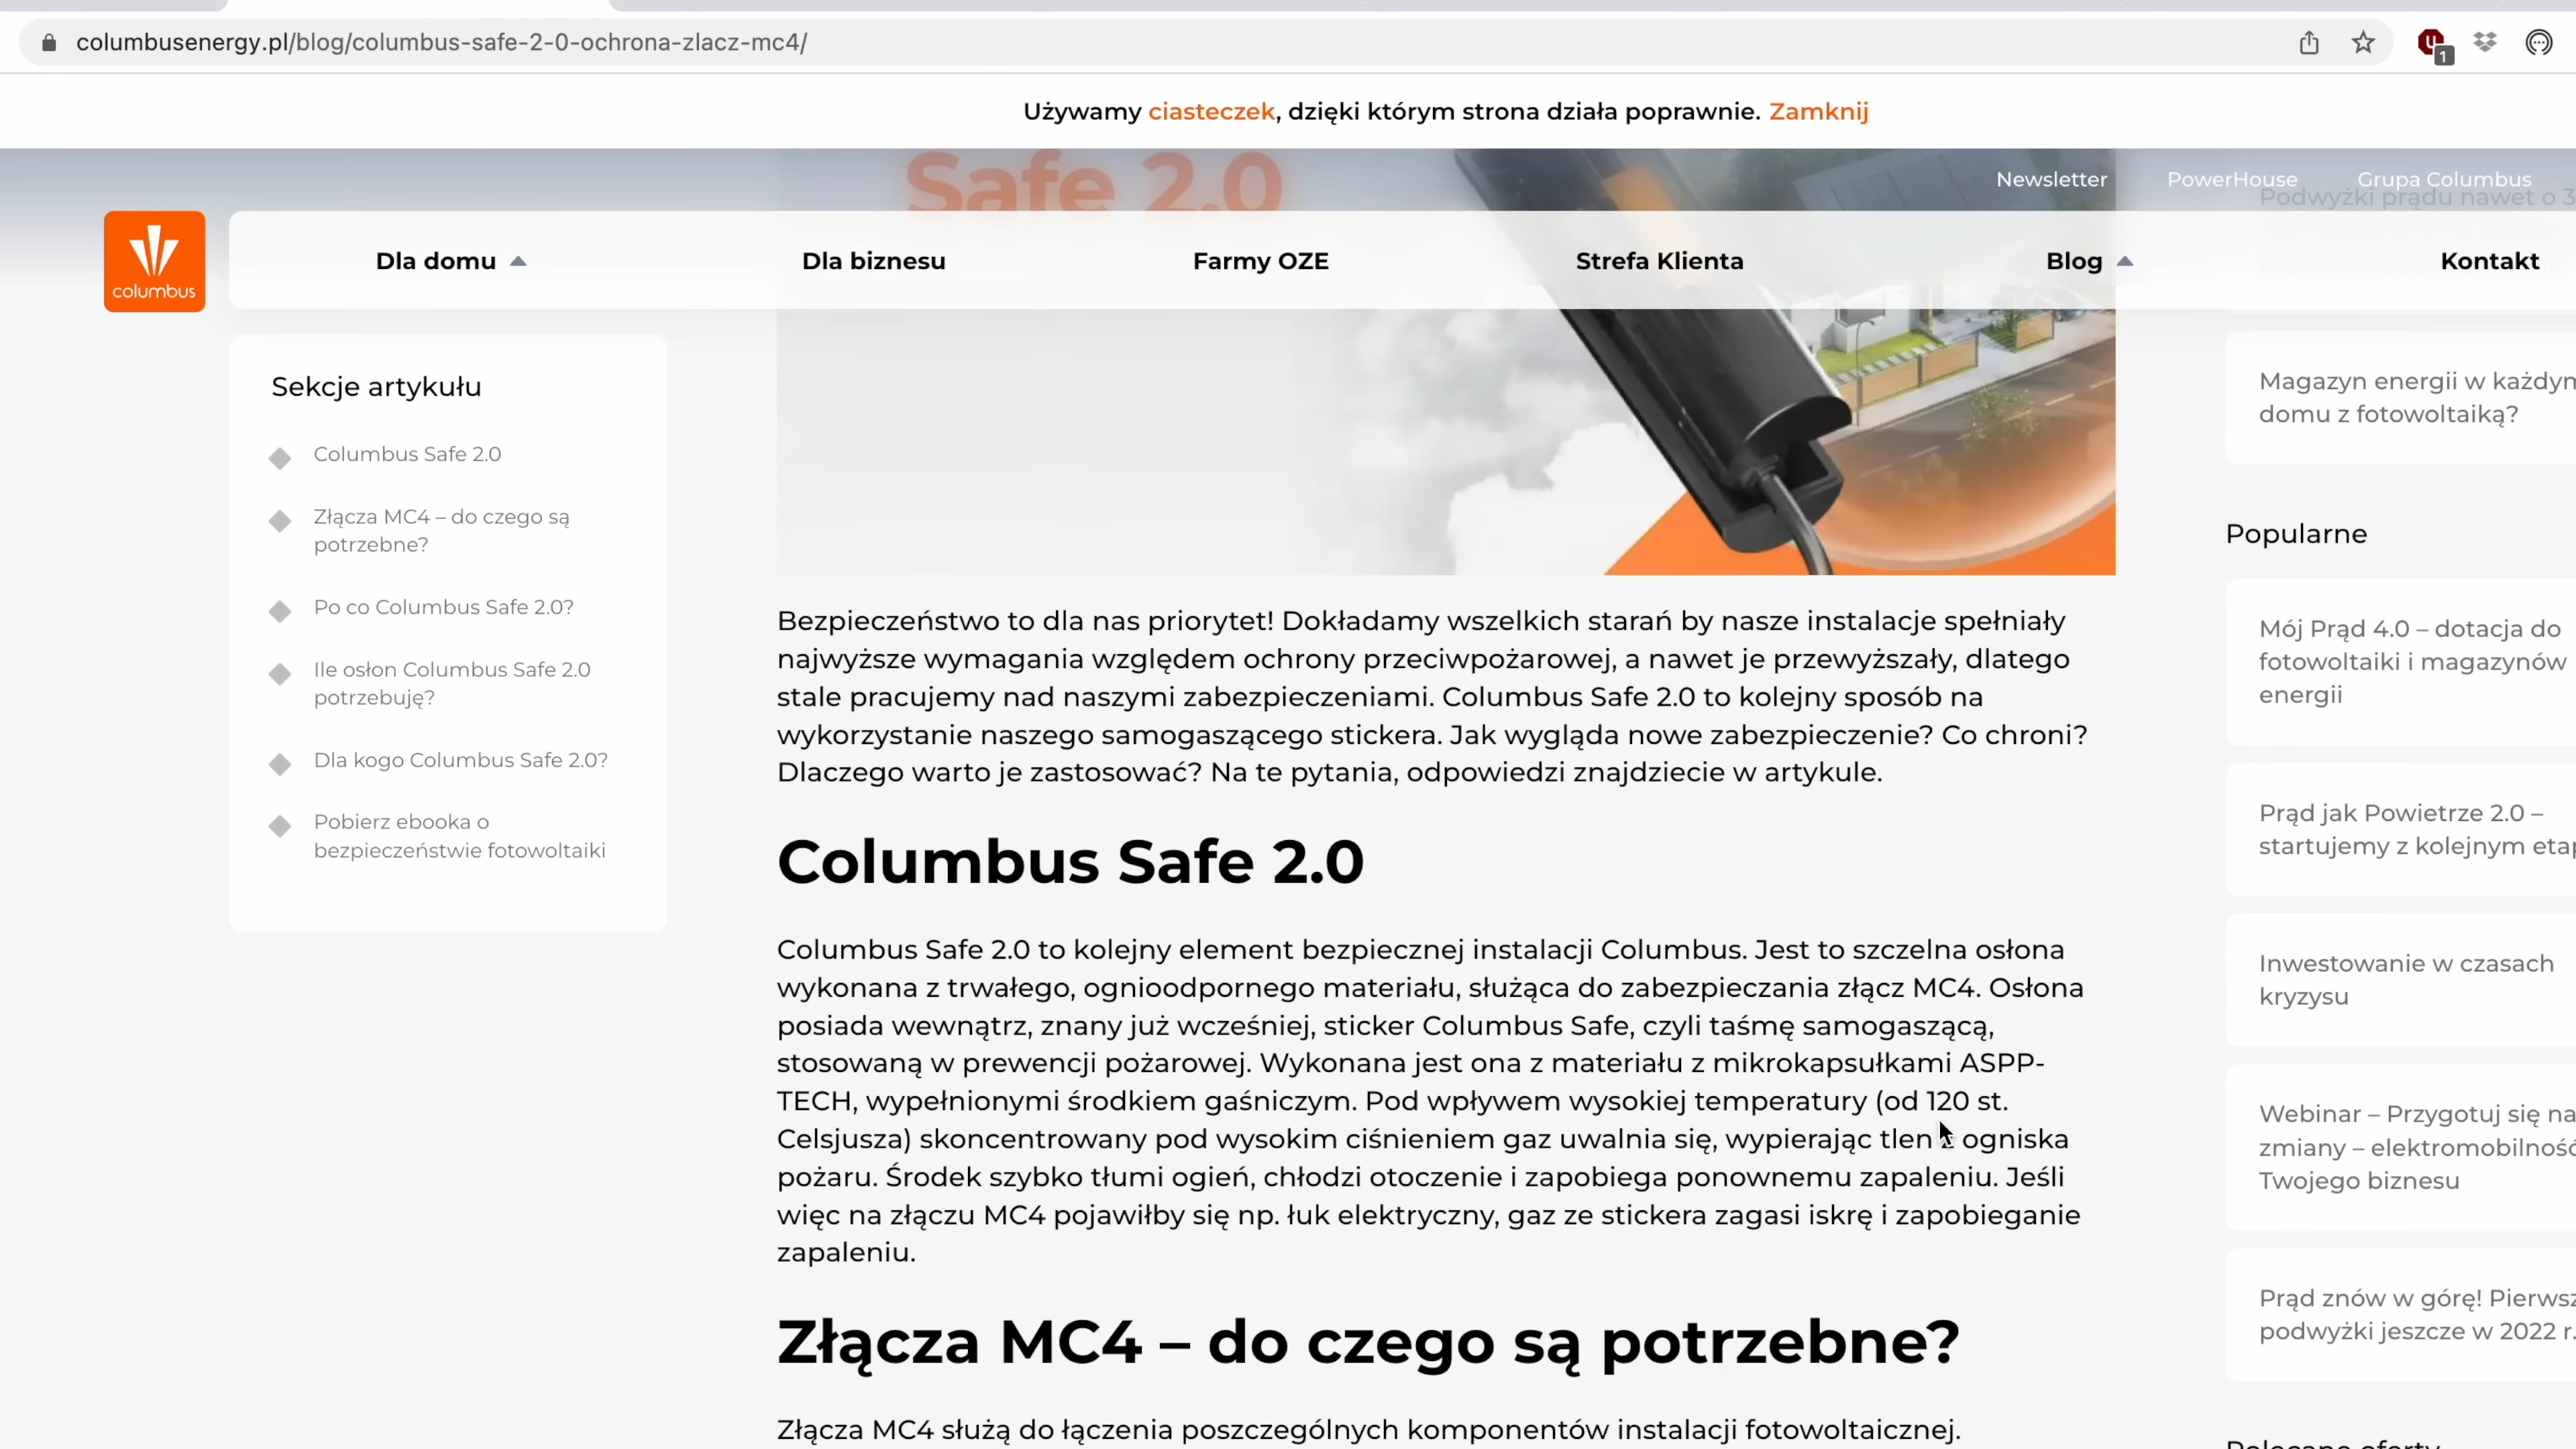 columbusenergy.pl/blog/columbus-safe-2-0-ochrona-zlacz-mc4/
1
Używamy ciasteczek, dzięki którym strona działa poprawnie. Zamknij
Newsletter
PowerHouse
Grupa Columbus
columbus
Dla domu
Dla biznesu
Farmy OZE
Strefa Klienta
Blog
Kontakt
Sekcje artykułu
Columbus Safe 2.0
Złącza MC4 – do czego są
potrzebne?
Po co Columbus Safe 2.0?
Ile osłon Columbus Safe 2.0
potrzebuję?
Dla kogo Columbus Safe 2.0?
Pobierz ebooka o
bezpieczeństwie fotowoltaiki
Safe 2.0
Bezpieczeństwo to dla nas priorytet! Dokładamy wszelkich starań by nasze instalacje spełniały
najwyższe wymagania względem ochrony przeciwpożarowej, a nawet je przewyższały, dlatego
stale pracujemy nad naszymi zabezpieczeniami. Columbus Safe 2.0 to kolejny sposób na
wykorzystanie naszego samogaszącego stickera. Jak wygląda nowe zabezpieczenie? Co chroni?
Dlaczego warto je zastosować? Na te pytania, odpowiedzi znajdziecie w artykule.
Columbus Safe 2.0
Columbus Safe 2.0 to kolejny element bezpiecznej instalacji Columbus. Jest to szczelna osłona
wykonana z trwałego, ognioodpornego materiału, służąca do zabezpieczania złącz MC4. Osłona
posiada wewnątrz, znany już wcześniej, sticker Columbus Safe, czyli taśmę samogaszącą,
stosowaną w prewencji pożarowej. Wykonana jest ona z materiału z mikrokapsułkami ASPP-
TECH, wypełnionymi środkiem gaśniczym. Pod wpływem wysokiej temperatury (od 120 st.
Celsjusza) skoncentrowany pod wysokim ciśnieniem gaz uwalnia się, wypierając tlen z ogniska
pożaru. Środek szybko tłumi ogień, chłodzi otoczenie i zapobiega ponownemu zapaleniu. Jeśli
więc na złączu MC4 pojawiłby się np. łuk elektryczny, gaz ze stickera zagasi iskrę i zapobieganie
zapaleniu.
Złącza MC4 – do czego są potrzebne?
Złącza MC4 służą do łączenia poszczególnych komponentów instalacji fotowoltaicznej.
Podwyżki prądu nawet o 3
Magazyn energii w każdym
domu z fotowoltaiką?
Popularne
Mój Prąd 4.0 – dotacja do
fotowoltaiki i magazynów
energii
Prąd jak Powietrze 2.0 –
startujemy z kolejnym eta
Inwestowanie w czasach
kryzysu
Webinar – Przygotuj się na
zmiany – elektromobilność
Twojego biznesu
Prąd znów w górę! Pierwsz
podwyżki jeszcze w 2022 r.
Polecane oferty